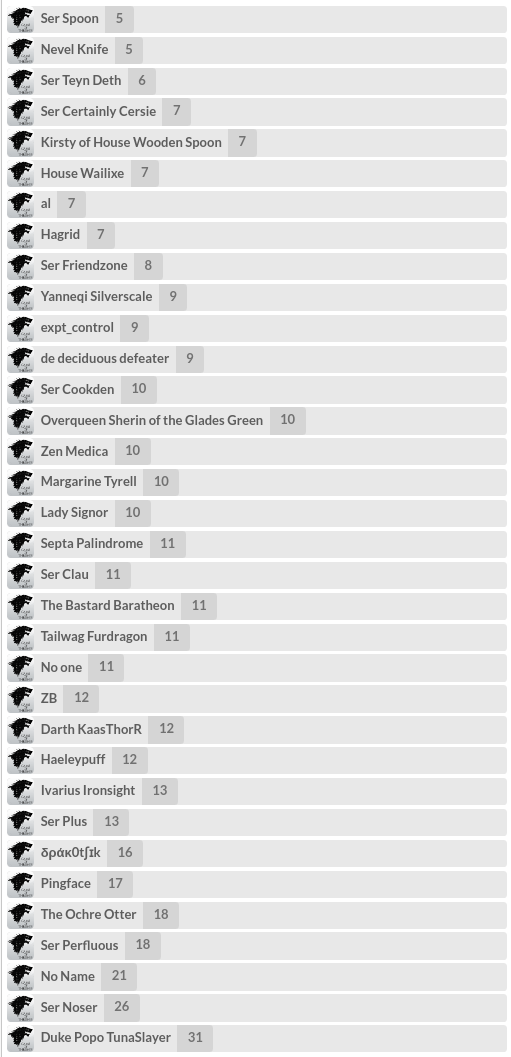 Ser Spoon 5
Nevel Knife 5
Ser Teyn Deth 6
Ser Certainly Cersie 7
Kirsty of House Wooden Spoon 7
House Wailixe 7
al 7
Hagrid 7
Ser Friendzone 8
Yanneqi Silverscale 9
expt_control 9
de deciduous defeater 9
Ser Cookden 10
Overqueen Sherin of the Glades Green 10
Zen Medica 10
Margarine Tyrell 10
Lady Signor 10
Septa Palindrome 11
Ser Clau 11
The Bastard Baratheon 11
Tailwag Furdragon 11
No one 11
ZB 12
Darth KaasThorR 12
Haeleypuff 12
Ivarius Ironsight 13
Ser Plus 13
δράκ0tʃɪk 16
Pingface 17
The Ochre Otter 18
Ser Perfluous 18
No Name 21
Ser Noser 26
Duke Popo TunaSlayer 31